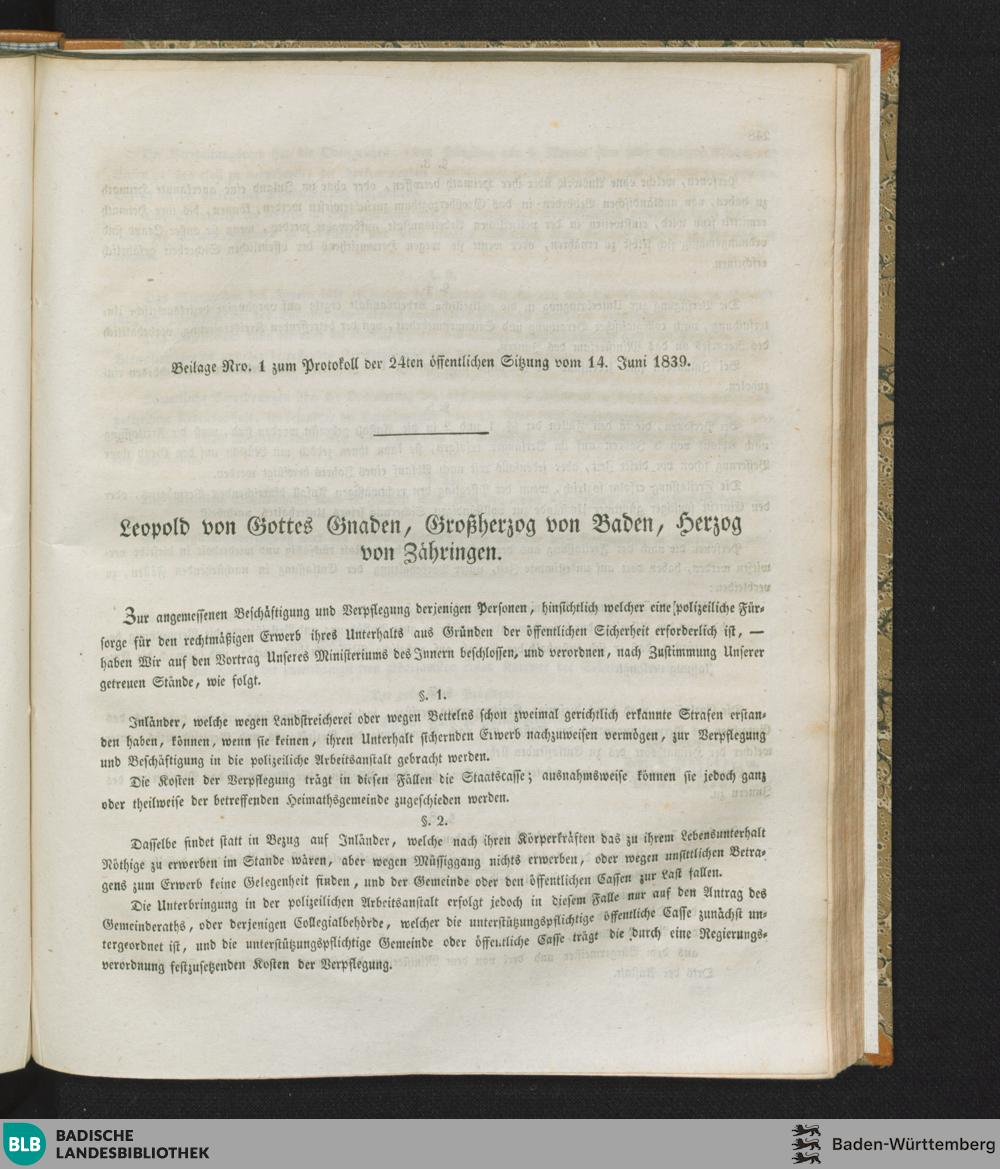 Beilage Nro. 1 zum Protokoll der 24ten öffentlichen Sitzung vom 14. Juni 1839.
Leopold von Gottes Gnaden, Großherzog von Baden, Herzog
von Zähringen.
Zur angemessenen Beschäftigung und Verpflegung derjenigen Personen, hinsichtlich welcher eine polizeiliche Für-
sorge für den rechtmäßigen Erwerb ihres Unterhalts aus Gründen der öffentlichen Sicherheit erforderlich ist, —
haben Wir auf den Vortrag Unseres Ministeriums des Innern beschlossen, und verordnen, nach Zustimmung Unserer
getreuen Stände, wie folgt.
§. 1.
Inländer, welche wegen Landstreicherei oder wegen Bettelns schon zweimal gerichtlich erkannte Strafen erstan-
den haben, können, wenn sie keinen, ihren Unterhalt sichernden Erwerb nachzuweisen vermögen, zur Verpflegung
und Beschäftigung in die polizeiliche Arbeitsanstalt gebracht werden.
Die Kosten der Verpflegung trägt in diesen Fällen die Staatscasse; ausnahmsweise können sie jedoch ganz
oder theilweise der betreffenden Heimathsgemeinde zugeschieden werden.
§. 2.
Dasselbe findet statt in Bezug auf Inländer, welche nach ihren Körperkräften das zu ihrem Lebensunterhalt
Nöthige zu erwerben im Stande wären, aber wegen Müssiggang nichts erwerben, oder wegen unsittlichen Betra-
gens zum Erwerb keine Gelegenheit finden, und der Gemeinde oder den öffentlichen Cassen zur Last fallen.
Die Unterbringung in der polizeilichen Arbeitsanstalt erfolgt jedoch in diesem Falle nur auf den Antrag des
Gemeinderaths, oder derjenigen Collegialbehörde, welcher die unterstützungspflichtige öffentliche Casse zunächst un-
tergeordnet ist, und die unterstützungspflichtige Gemeinde oder öffentliche Casse trägt die durch eine Regierungs-
verordnung festzusetzenden Kosten der Verpflegung.
BLB BADISCHE
LANDESBIBLIOTHEK
Baden-Württemberg